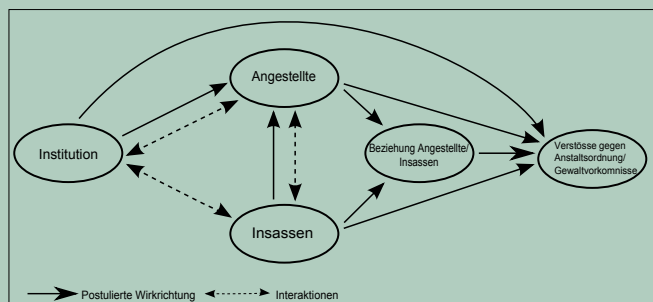 Angestellte
Institution
Beziehung Angestellte/
Insassen
Verstösse gegen
Anstaltsordnung/
Gewaltvorkomnisse
Insassen
Postulierte Wirkrichtung
Interaktionen